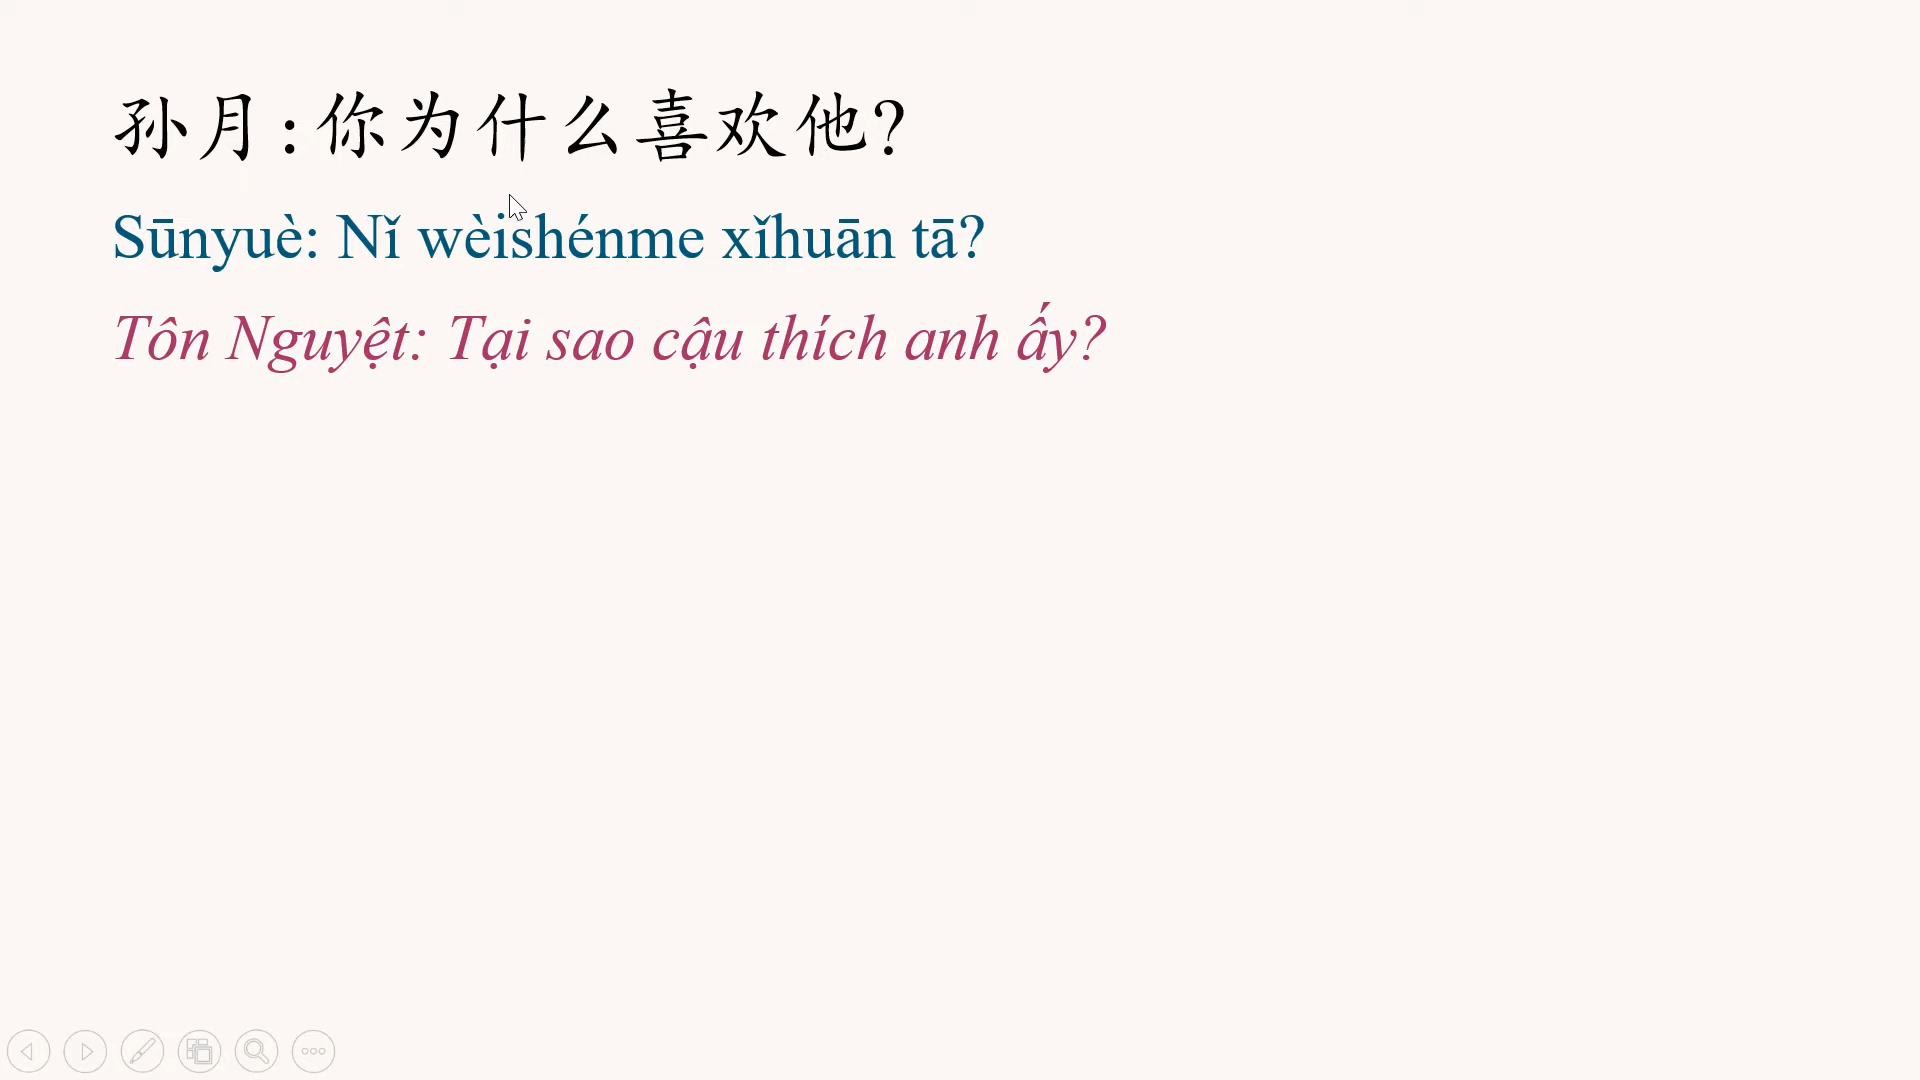 孙月:你为什么喜欢他?
Sūnyuè: Nǐ wèishénme xǐhuān tā?
Tôn Nguyệt: Tại sao cậu thích anh ấy?